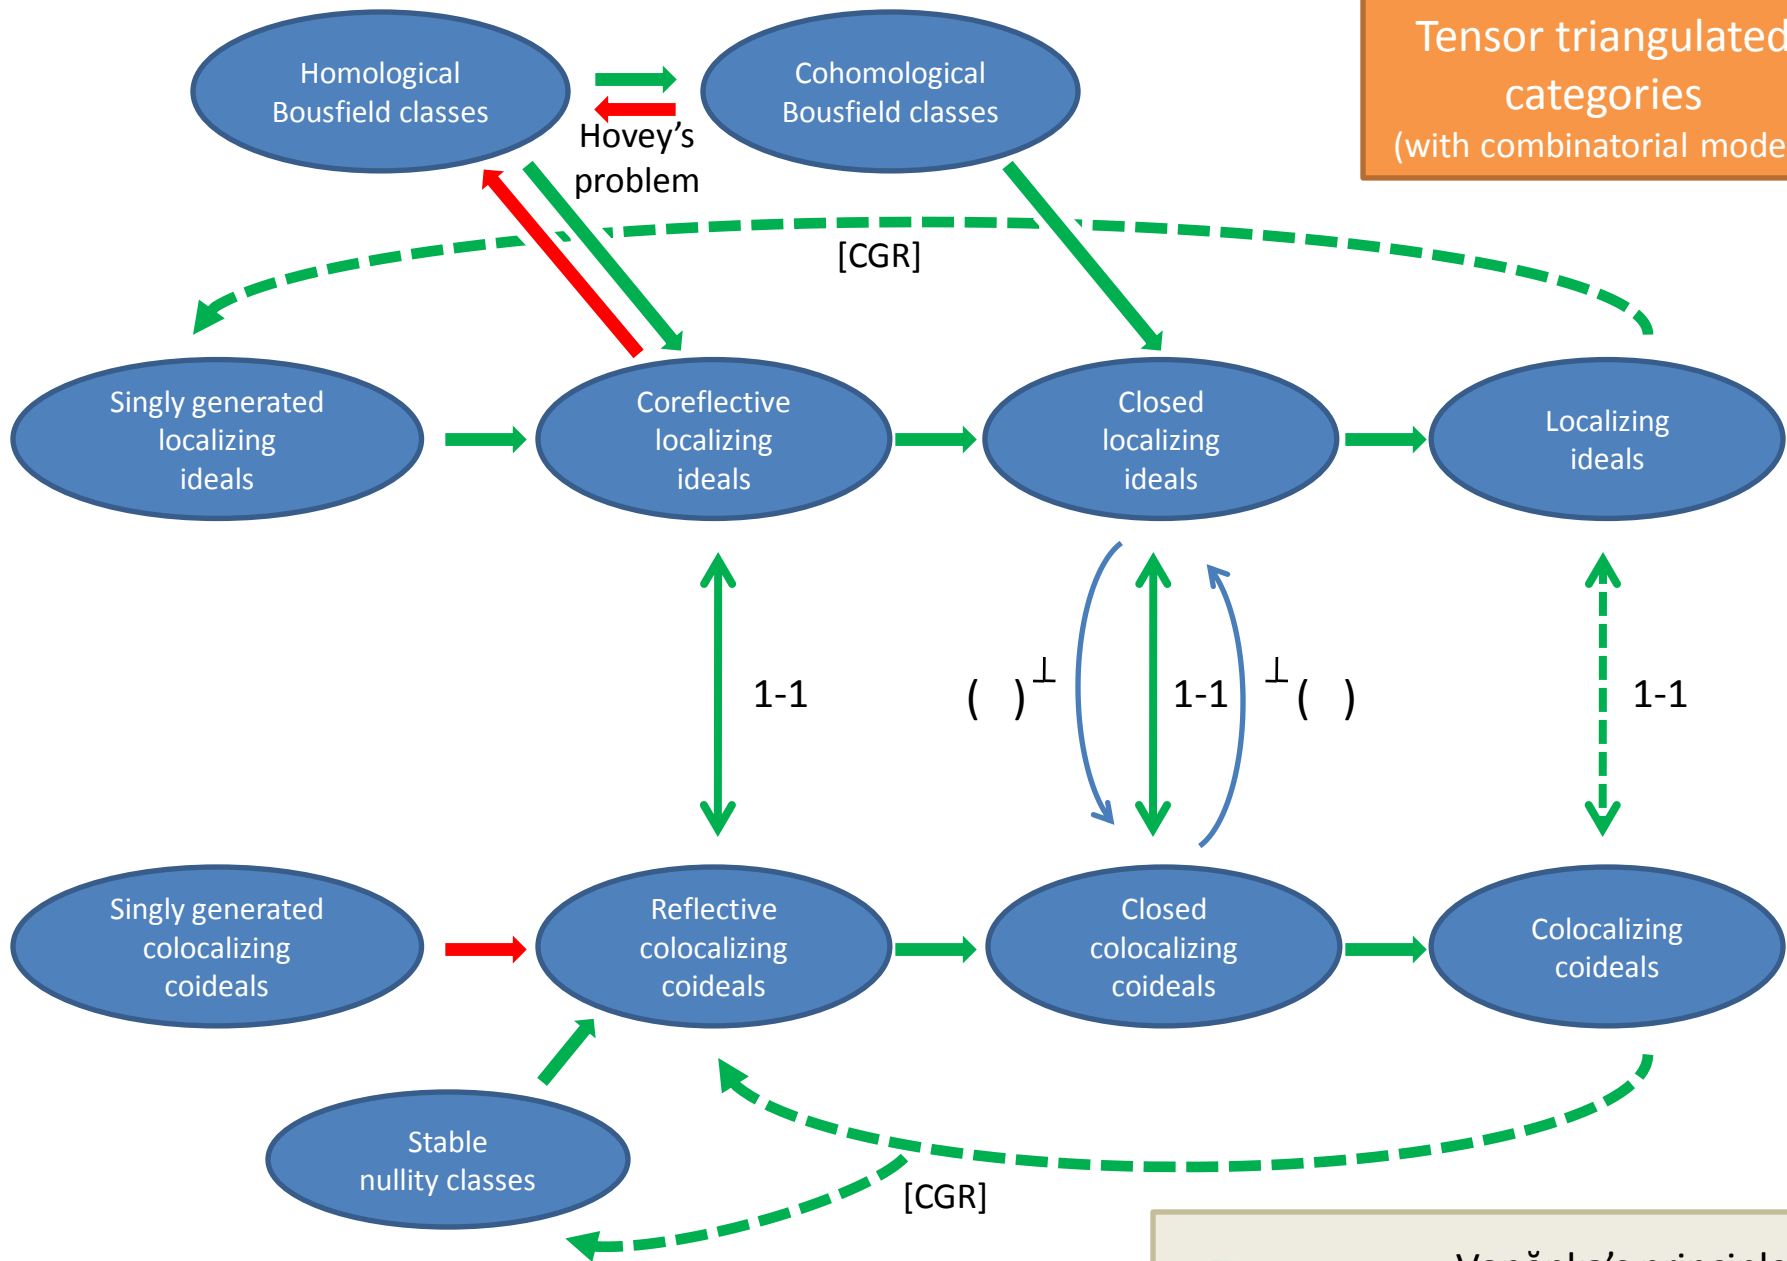 Tensor triangulated
categories
(with combinatorial mode
Homological
Bousfield classes
Cohomological
Bousfield classes
Hovey's
problem
[CGR]
Singly generated
localizing
ideals
Coreflective
localizing
ideals
Closed
localizing
ideals
Localizing
ideals
1-1
( )⊥
1-1
⊥( )
1-1
Singly generated
colocalizing
coideals
Reflective
colocalizing
coideals
Closed
colocalizing
coideals
Colocalizing
coideals
Stable
nullity classes
[CGR]